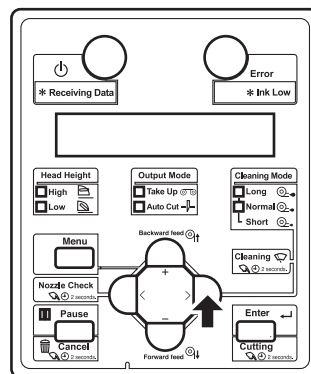 Error
* Receiving Data
* Ink Low
Head Height
High
Low
Output Mode
Take Up
Auto Cut
Cleaning Mode
Long
Normal
Short
Menu
Backward feed
+
< >
−
Forward feed
Cleaning
2 seconds.
Nozzle Check
2 seconds.
Pause
Cancel
2 seconds.
Enter
Cutting
2 seconds.